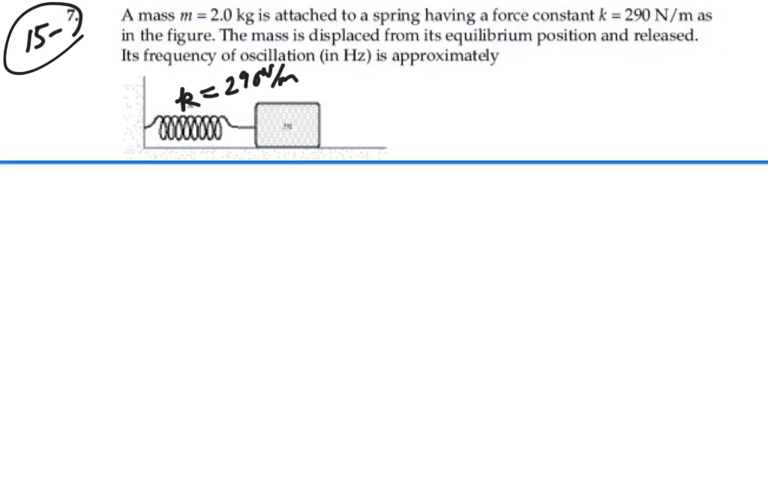 15-7
7.
A mass m = 2.0 kg is attached to a spring having a force constant k = 290 N/m as
in the figure. The mass is displaced from its equilibrium position and released.
Its frequency of oscillation (in Hz) is approximately
k = 290 N/m
m